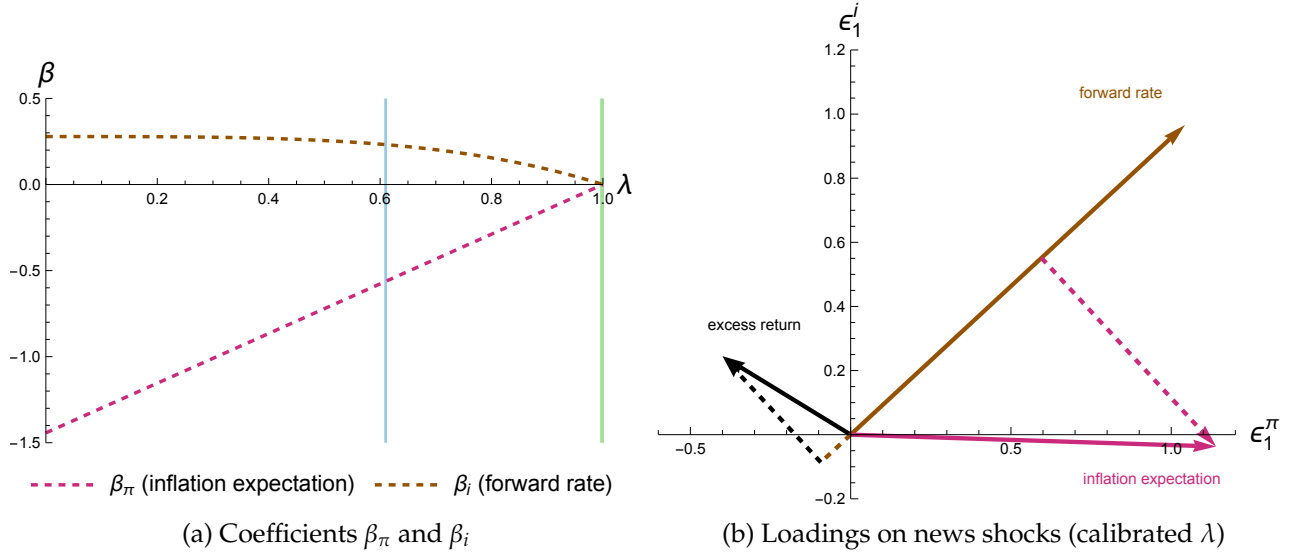 β
0.5
0.0
−0.5
−1.0
−1.5
0.2
0.4
0.6
0.8
1.0
λ
β_π (inflation expectation)
β_i (forward rate)
(a) Coefficients β_π and β_i
ϵ_1^i
1.2
1.0
0.8
0.6
0.4
0.2
−0.2
−0.5
0.5
1.0
ϵ_1^π
forward rate
excess return
inflation expectation
(b) Loadings on news shocks (calibrated λ)